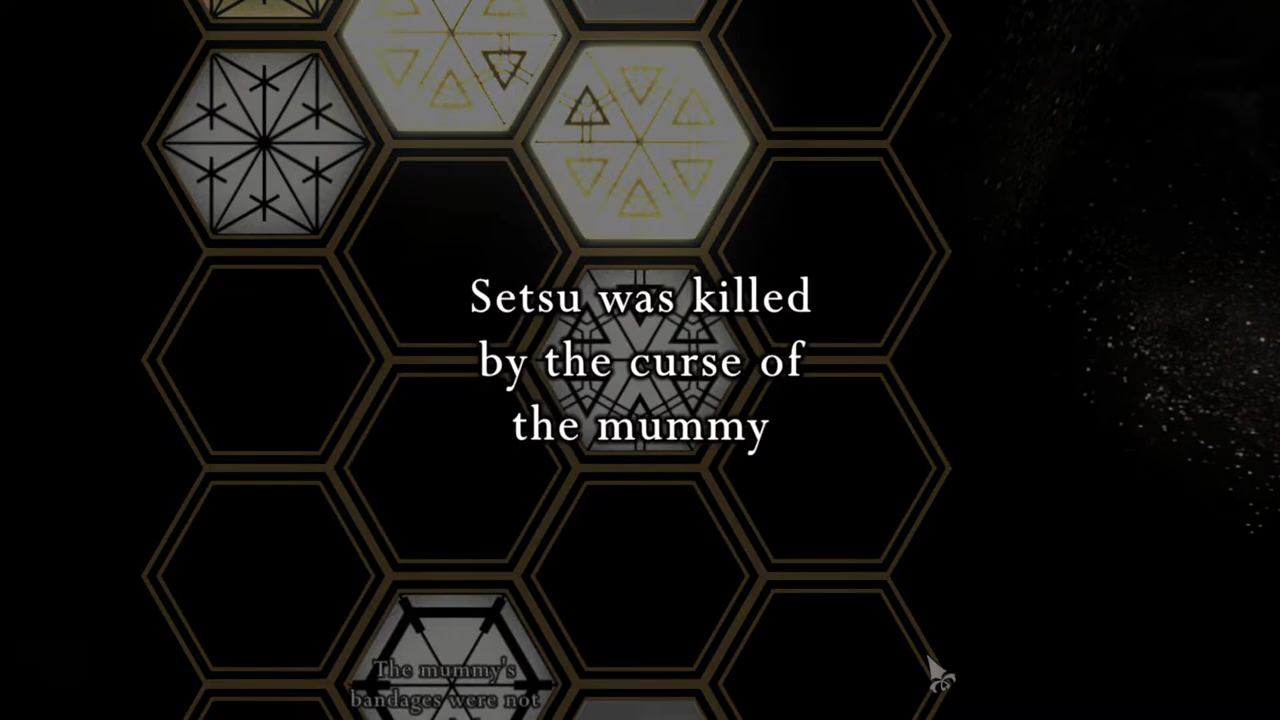 Setsu was killed
by the curse of
the mummy
The mummy's
bandages were not